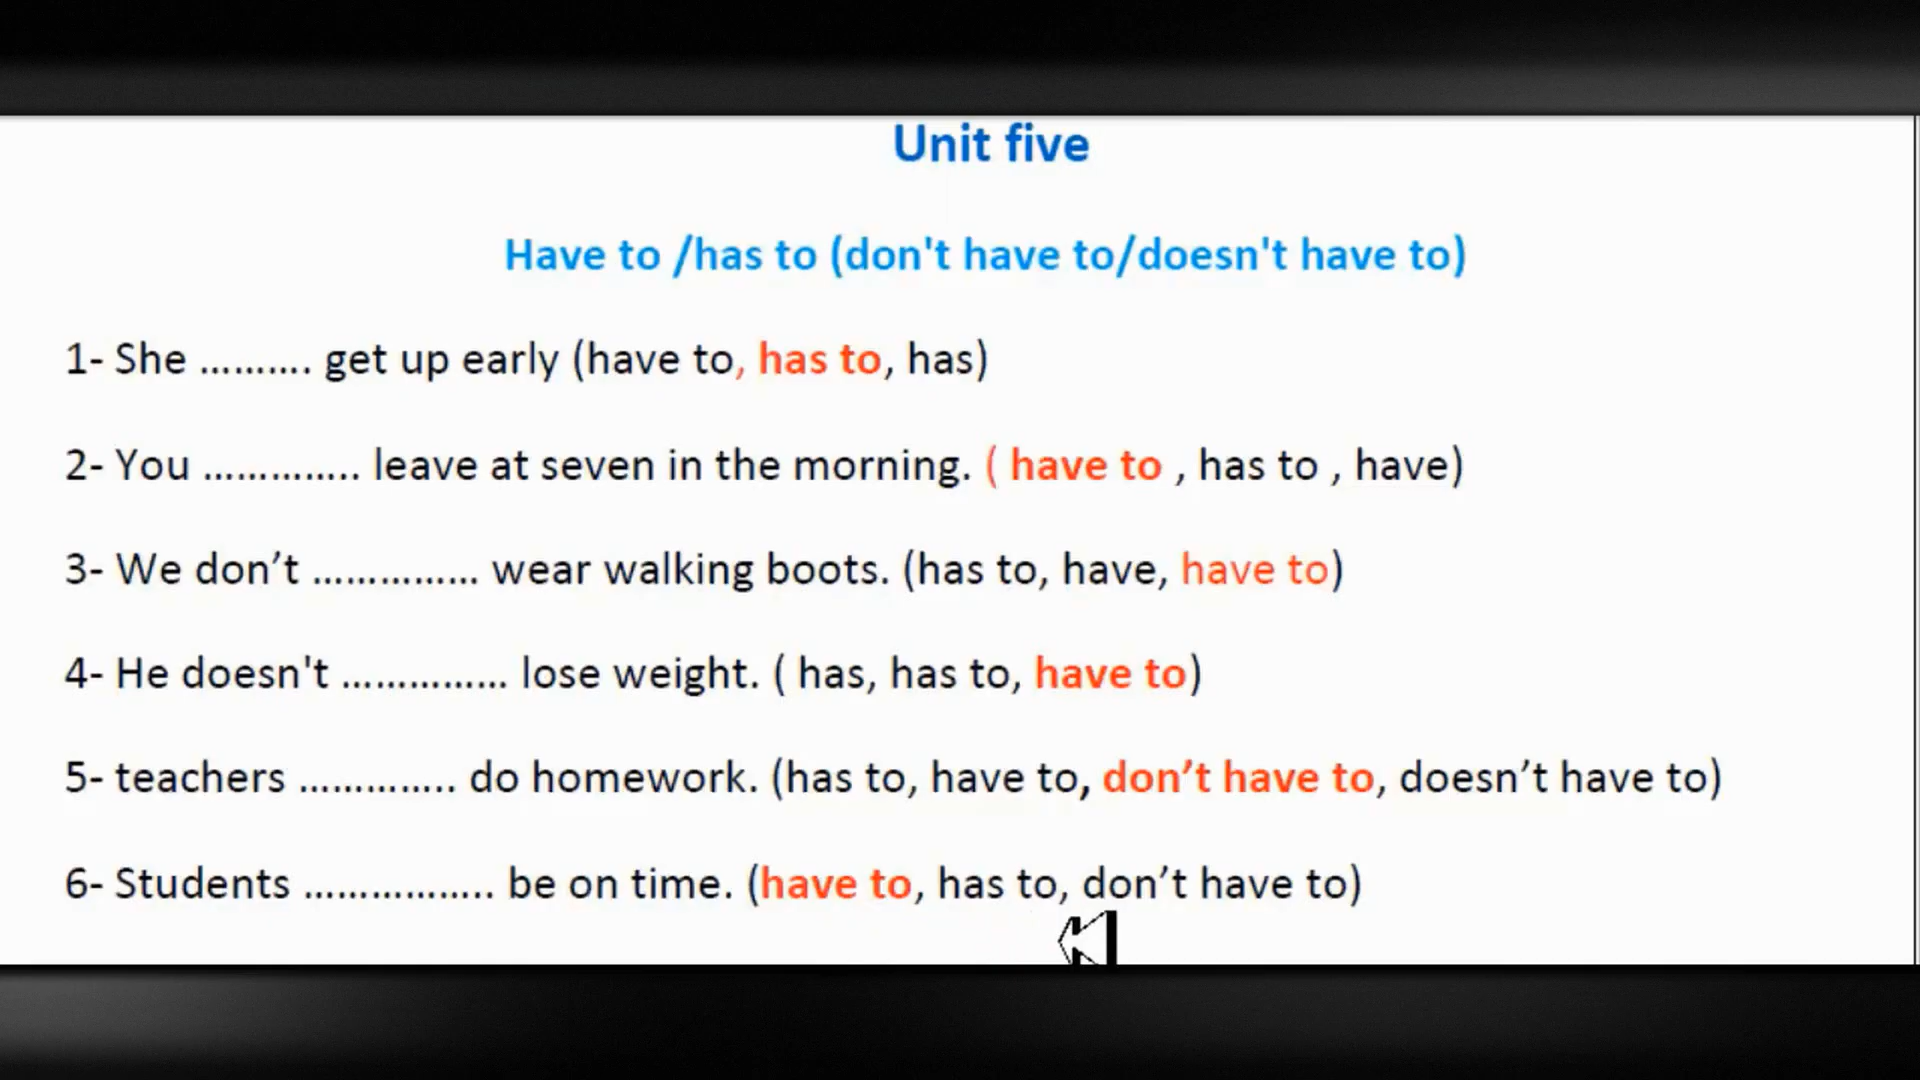 Unit five
Have to /has to (don't have to/doesn't have to)
1- She .......... get up early (have to, has to, has)
2- You .............. leave at seven in the morning. ( have to , has to , have)
3- We don’t ............... wear walking boots. (has to, have, have to)
4- He doesn't ............... lose weight. ( has, has to, have to)
5- teachers .............. do homework. (has to, have to, don’t have to, doesn’t have to)
6- Students ................. be on time. (have to, has to, don’t have to)